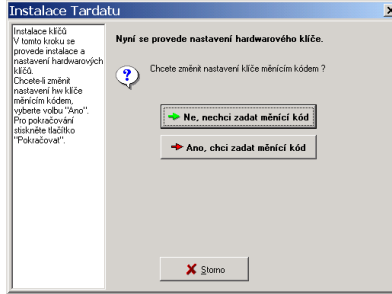 Instalace Tardatu
Instalace klíčů
V tomto kroku se
provede instalace a
nastavení hardwarových
klíčů.
Chcete-li změnit
nastavení hw klíče
měnícím kódem,
vyberte volbu "Ano".
Pro pokračování
stiskněte tlačítko
"Pokračovat".
Nyní se provede nastavení hardwarového klíče.
Chcete změnit nastavení klíče měnícím kódem ?
Ne, nechci zadat měnící kód
Ano, chci zadat měnící kód
Storno